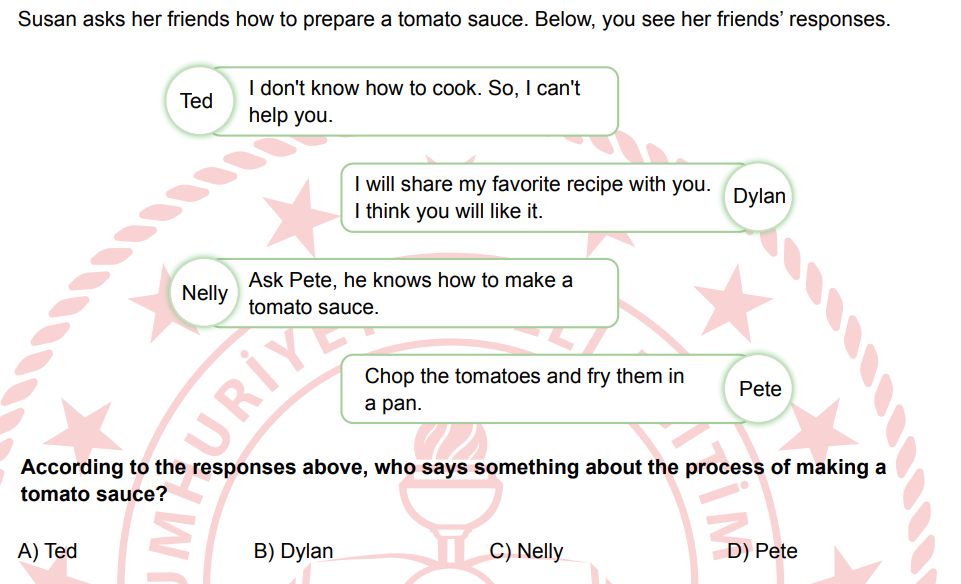 Susan asks her friends how to prepare a tomato sauce. Below, you see her friends’ responses.
Ted
I don't know how to cook. So, I can't
help you.
I will share my favorite recipe with you.
I think you will like it.
Dylan
Nelly
Ask Pete, he knows how to make a
tomato sauce.
Chop the tomatoes and fry them in
a pan.
Pete
According to the responses above, who says something about the process of making a
tomato sauce?
A) Ted
B) Dylan
C) Nelly
D) Pete